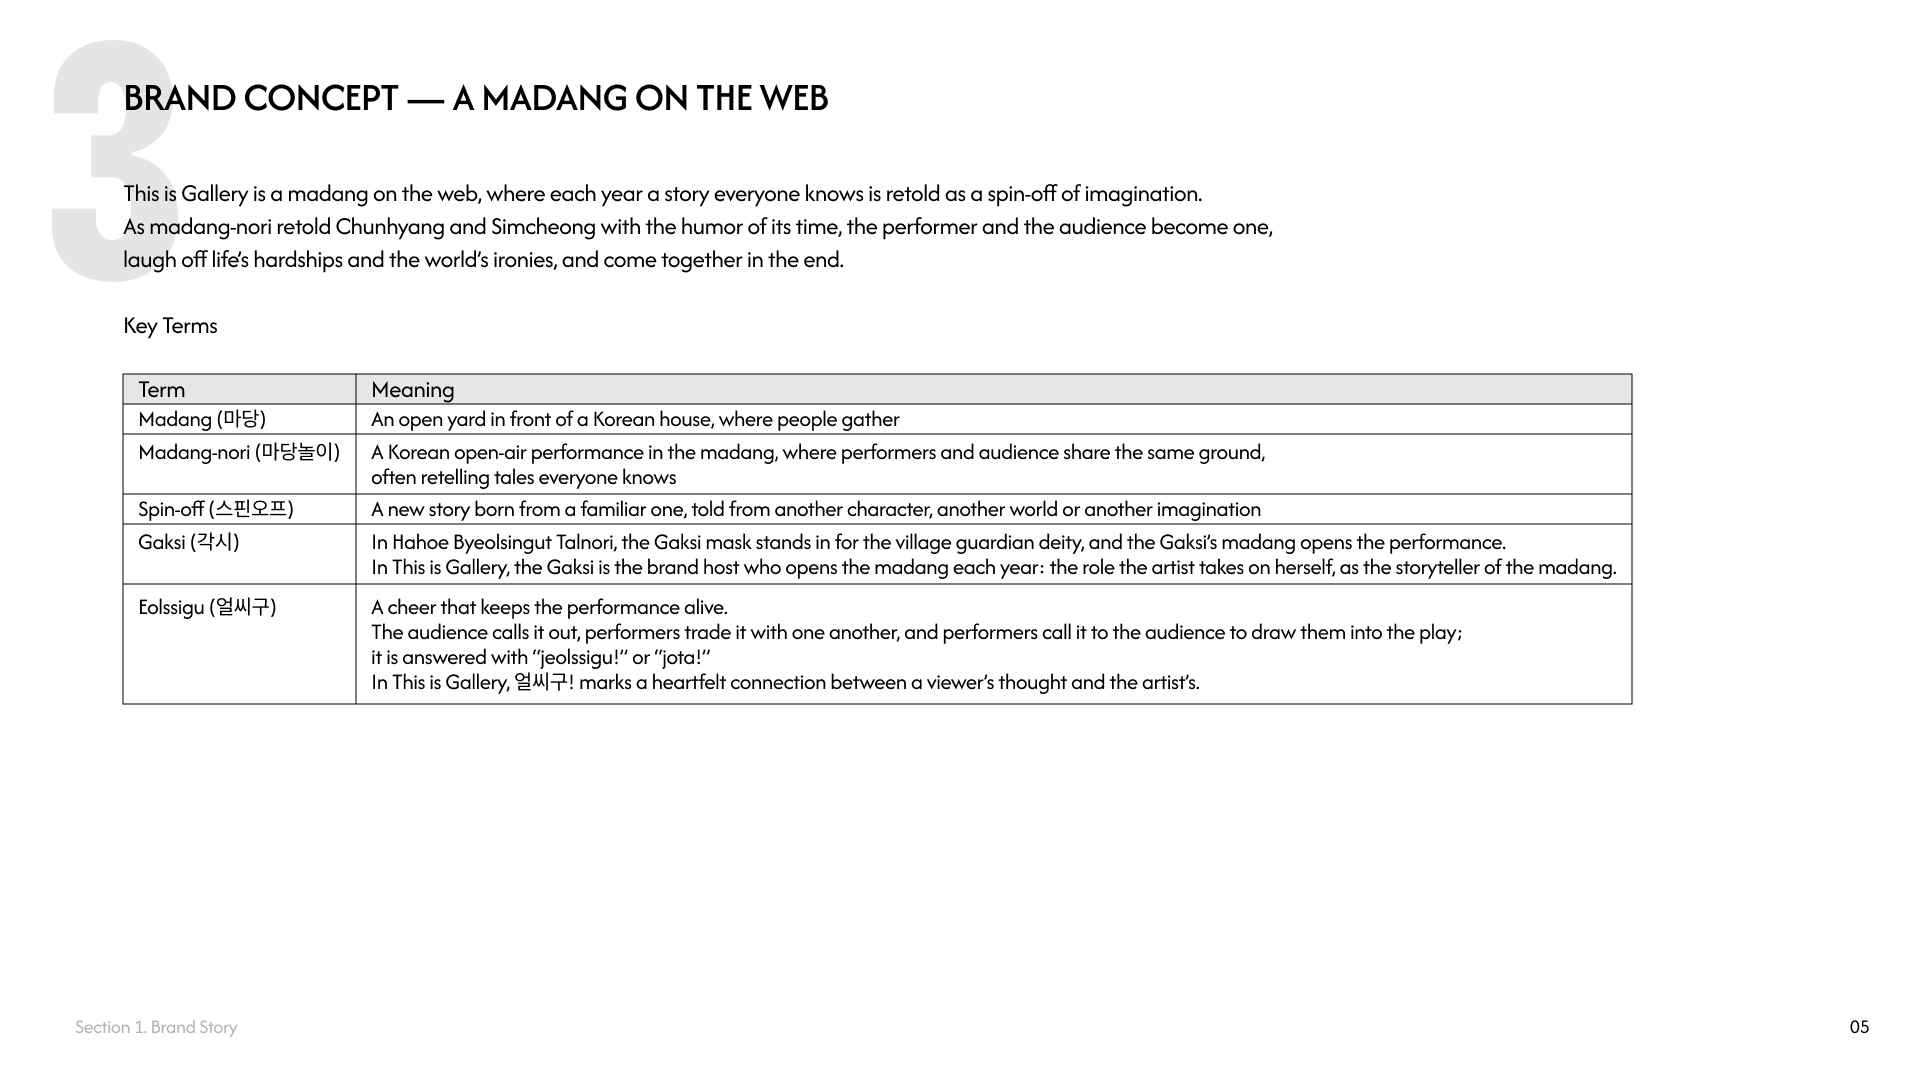 3
BRAND CONCEPT — A MADANG ON THE WEB
This is Gallery is a madang on the web, where each year a story everyone knows is retold as a spin-off of imagination.
As madang-nori retold Chunhyang and Simcheong with the humor of its time, the performer and the audience become one,
laugh off life’s hardships and the world’s ironies, and come together in the end.
Key Terms
Term Meaning
Madang (마당) An open yard in front of a Korean house, where people gather
Madang-nori (마당놀이) A Korean open-air performance in the madang, where performers and audience share the same ground,
often retelling tales everyone knows
Spin-off (스핀오프) A new story born from a familiar one, told from another character, another world or another imagination
Gaksi (각시) In Hahoe Byeolsingut Talnori, the Gaksi mask stands in for the village guardian deity, and the Gaksi’s madang opens the performance.
In This is Gallery, the Gaksi is the brand host who opens the madang each year: the role the artist takes on herself, as the storyteller of the madang.
Eolssigu (얼씨구) A cheer that keeps the performance alive.
The audience calls it out, performers trade it with one another, and performers call it to the audience to draw them into the play;
it is answered with “jeolssigu!” or “jota!”
In This is Gallery, 얼씨구! marks a heartfelt connection between a viewer’s thought and the artist’s.
Section 1. Brand Story
05